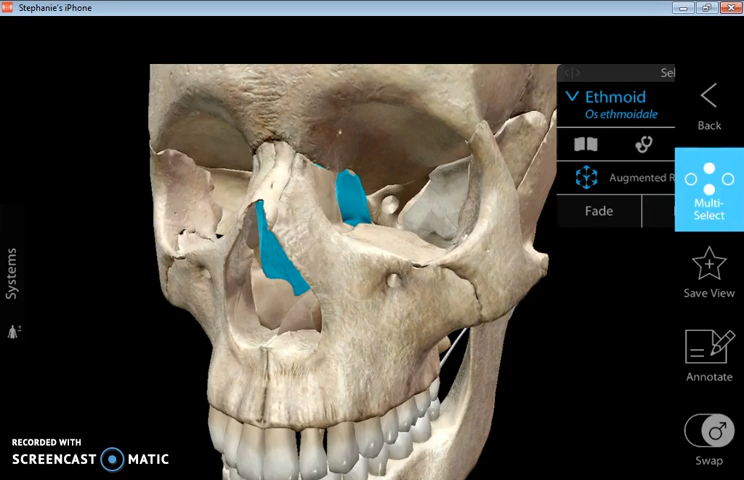 Stephanie's iPhone
Sel
Ethmoid
Os ethmoidale
Augmented R
Fade
Back
Multi-
Select
Save View
Annotate
Swap
Systems
RECORDED WITH
SCREENCAST MATIC